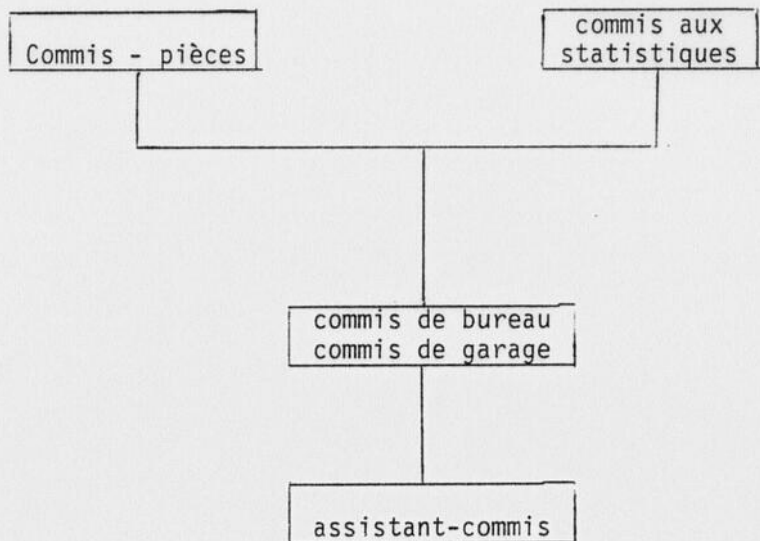 Commis - pièces
commis aux
statistiques
commis de bureau
commis de garage
assistant-commis